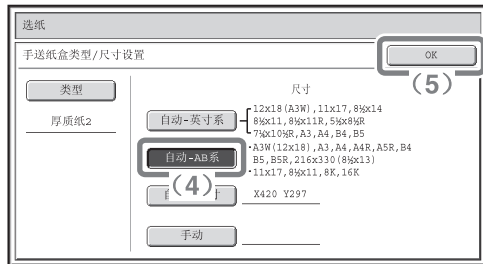 选纸
手送纸盒类型/尺寸设置
OK
(5)
类型
厚质纸2
尺寸
自动-英寸系
12x18(A3W),11x17,8½x14
8½x11,8½x11R,5½x8½R
7¼x10½R,A3,A4,B4,B5
自动-AB系
·A3W(12x18),A3,A4,A4R,A5R,B4
B5,B5R,216x330(8½x13)
·11x17,8½x11,8K,16K
(4)
X420 Y297
手动